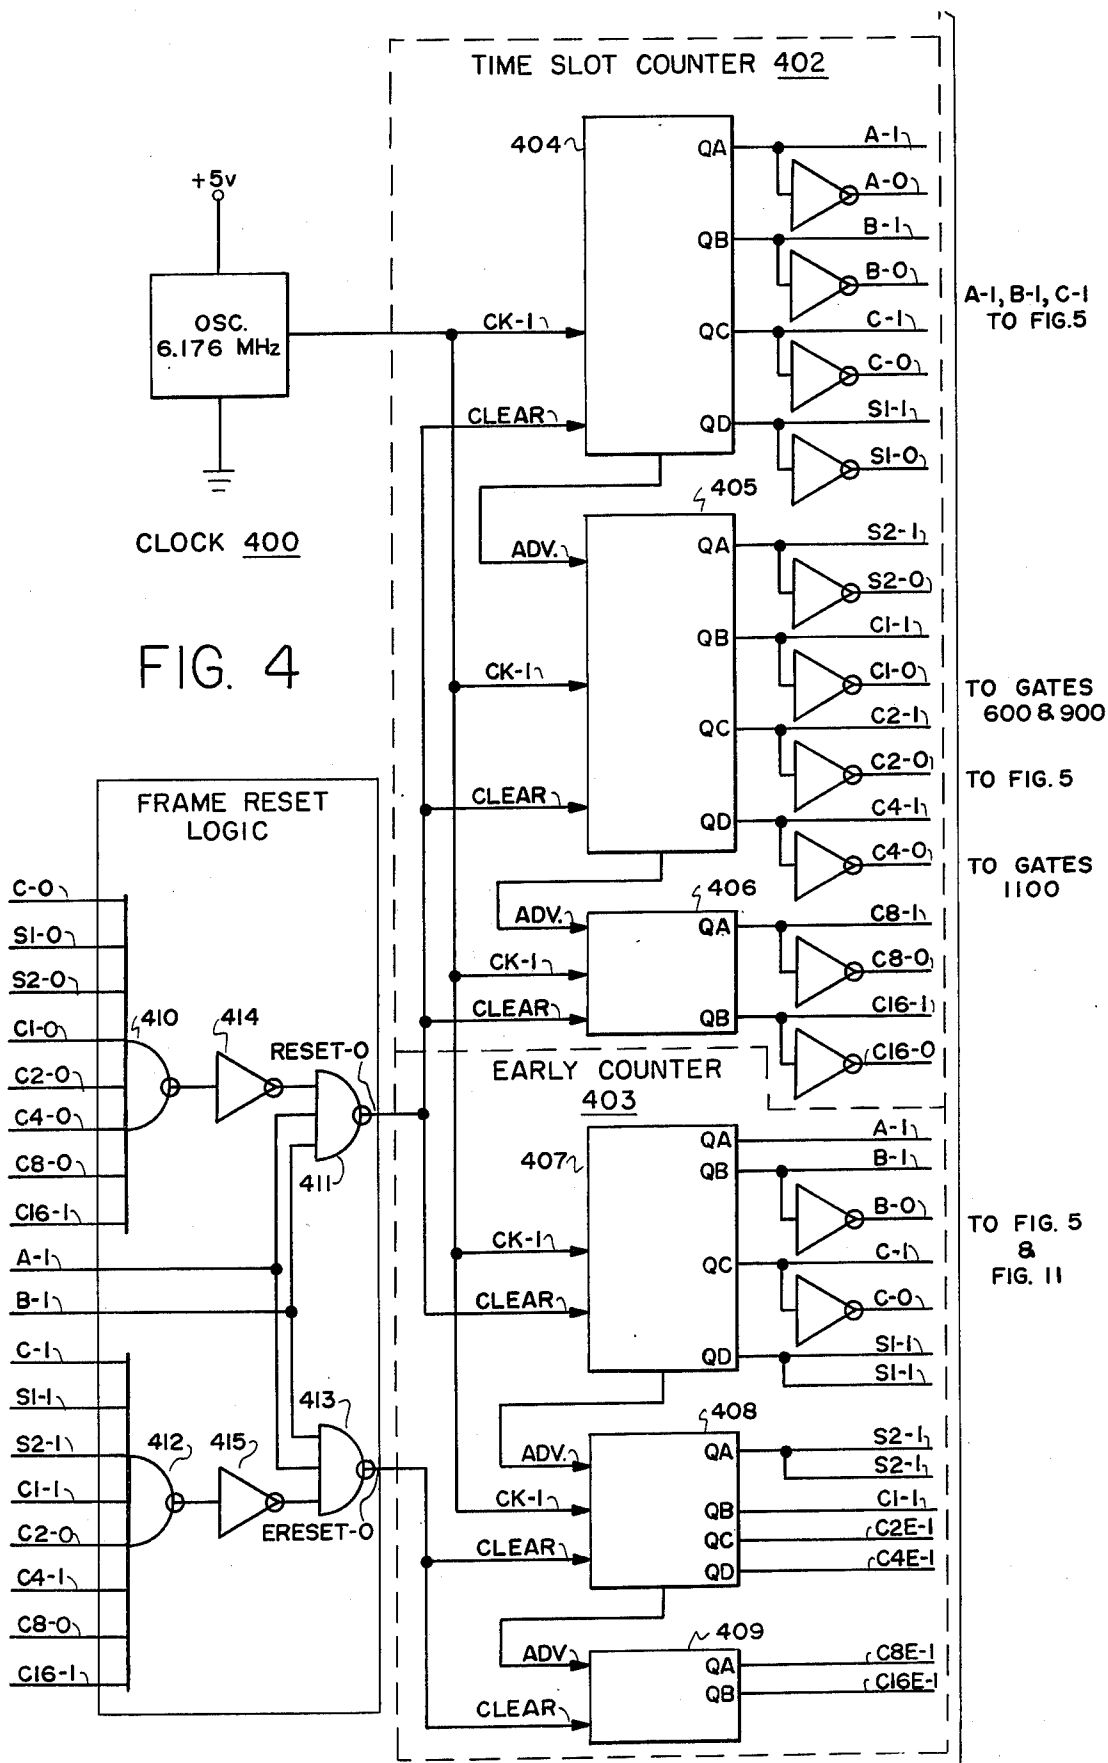 TIME SLOT COUNTER 402
404
QA
A-1
A-0
+5v
QB
B-1
B-0
A-1, B-1, C-1
TO FIG.5
OSC.
6.176 MHz
CK-1
QC
C-1
C-0
CLEAR
QD
S1-1
S1-0
405
CLOCK 400
ADV.
QA
S2-1
S2-0
FIG. 4
QB
C1-1
CK-1
C1-0
TO GATES
600 & 900
QC
C2-1
C2-0
TO FIG. 5
FRAME RESET
LOGIC
CLEAR
QD
C4-1
C4-0
TO GATES
1100
C-0
S1-0
S2-0
C1-0
C2-0
C4-0
C8-0
C16-1
410
414
RESET-0
411
406
ADV.
QA
C8-1
CK-1
C8-0
CLEAR
QB
C16-1
C16-0
EARLY COUNTER
403
A-1
B-1
407
QA
A-1
QB
B-1
B-0
TO FIG. 5
&
FIG. 11
CK-1
QC
C-1
CLEAR
C-0
QD
S1-1
S1-1
C-1
S1-1
S2-1
C1-1
C2-0
C4-1
C8-0
C16-1
412
415
413
ERESET-0
408
ADV.
QA
S2-1
S2-1
CK-1
QB
C1-1
QC
C2E-1
CLEAR
QD
C4E-1
409
ADV
QA
C8E-1
QB
C16E-1
CLEAR